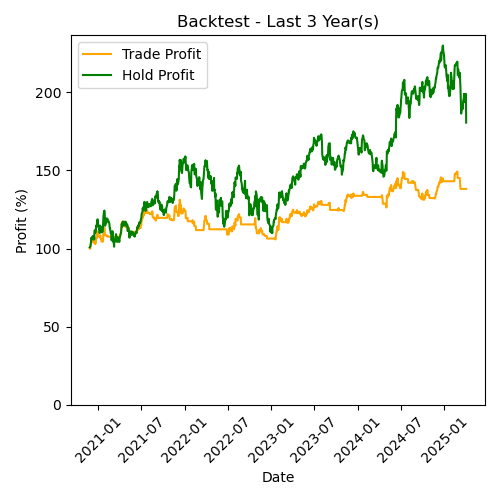 Backtest - Last 3 Year(s)
Trade Profit
Hold Profit
Profit (%)
200
150
100
50
0
2021-01
2021-07
2022-01
2022-07
2023-01
2023-07
2024-01
2024-07
2025-01
Date